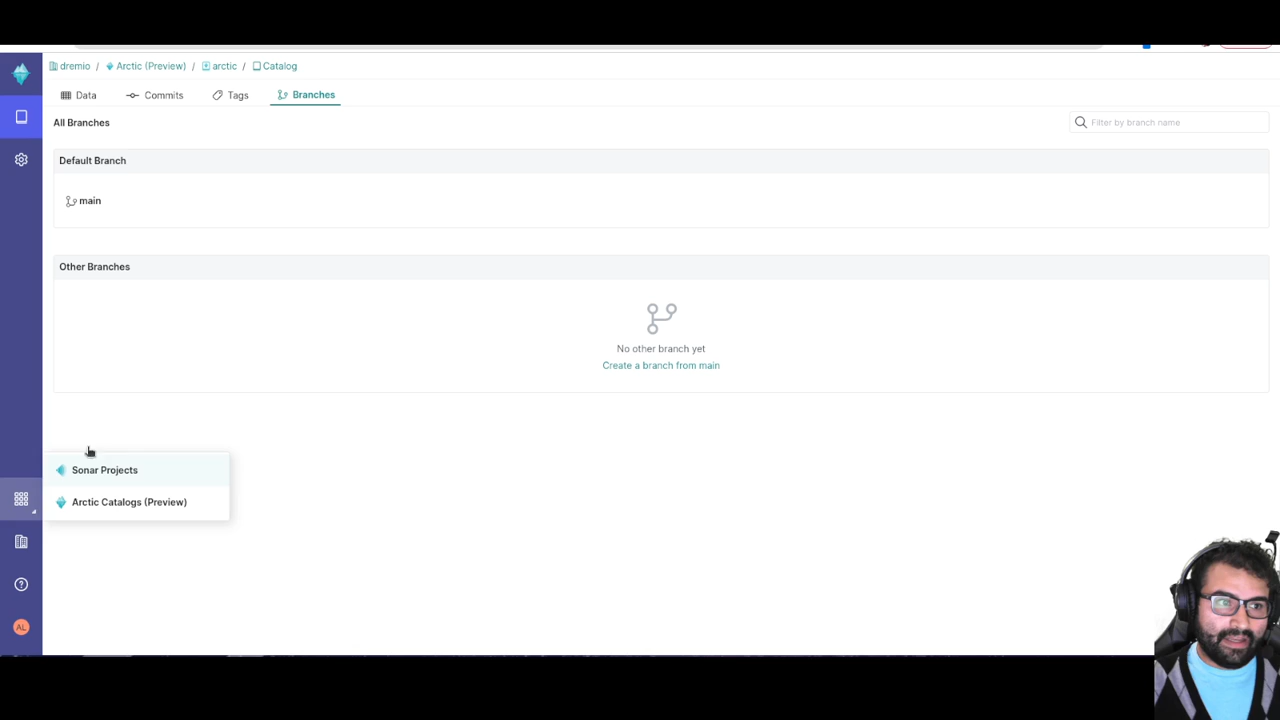 dremio / Arctic (Preview) / arctic / Catalog
Data Commits Tags Branches
All Branches
Filter by branch name
Default Branch
main
Other Branches
No other branch yet
Create a branch from main
Sonar Projects
Arctic Catalogs (Preview)
AL